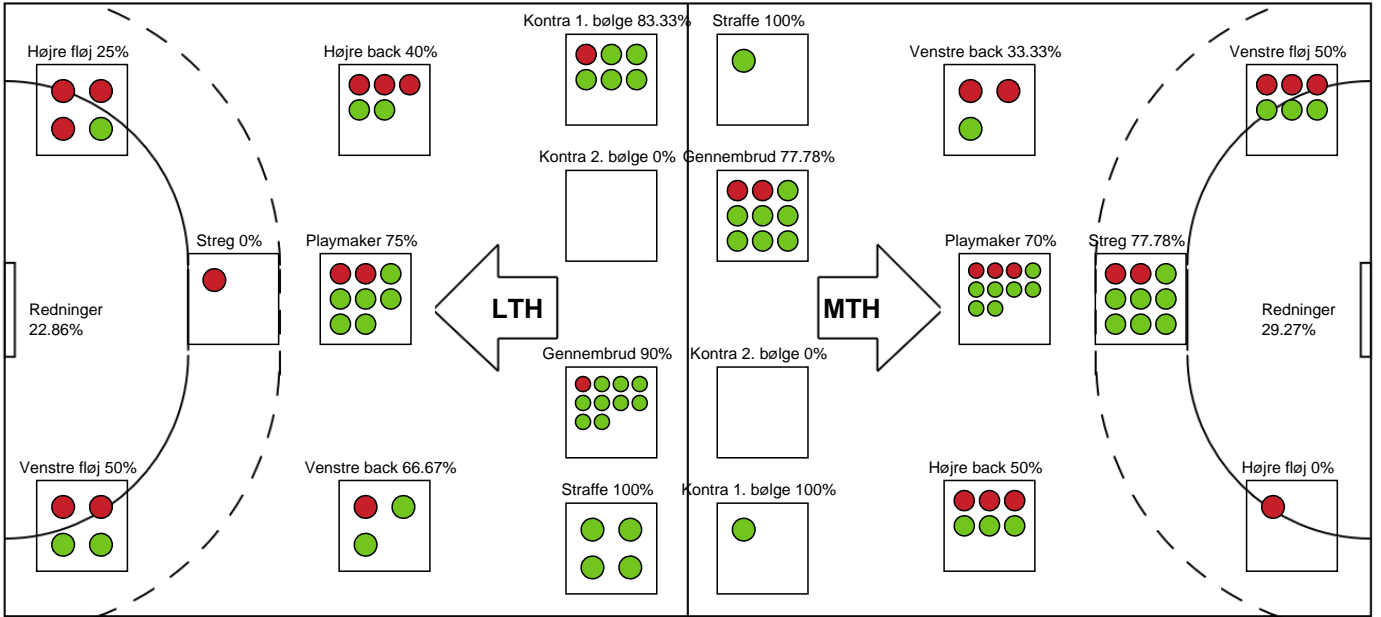 Kontra 1. bølge 83.33%
Straffe 100%
Højre fløj 25%
Højre back 40%
Venstre back 33.33%
Venstre fløj 50%
Kontra 2. bølge 0%
Gennembrud 77.78%
Streg 0%
Playmaker 75%
Playmaker 70%
Streg 77.78%
Redninger
22.86%
LTH
MTH
Redninger
29.27%
Gennembrud 90%
Kontra 2. bølge 0%
Venstre fløj 50%
Venstre back 66.67%
Straffe 100%
Kontra 1. bølge 100%
Højre back 50%
Højre fløj 0%